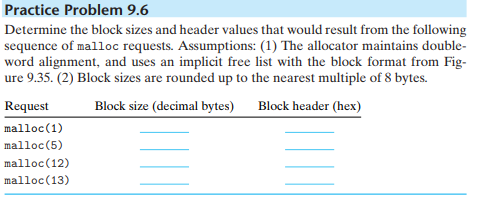 Practice Problem 9.6
Determine the block sizes and header values that would result from the following
sequence of malloc requests. Assumptions: (1) The allocator maintains double-
word alignment, and uses an implicit free list with the block format from Fig-
ure 9.35. (2) Block sizes are rounded up to the nearest multiple of 8 bytes.
Request Block size (decimal bytes) Block header (hex)
malloc(1)
malloc(5)
malloc(12)
malloc(13)